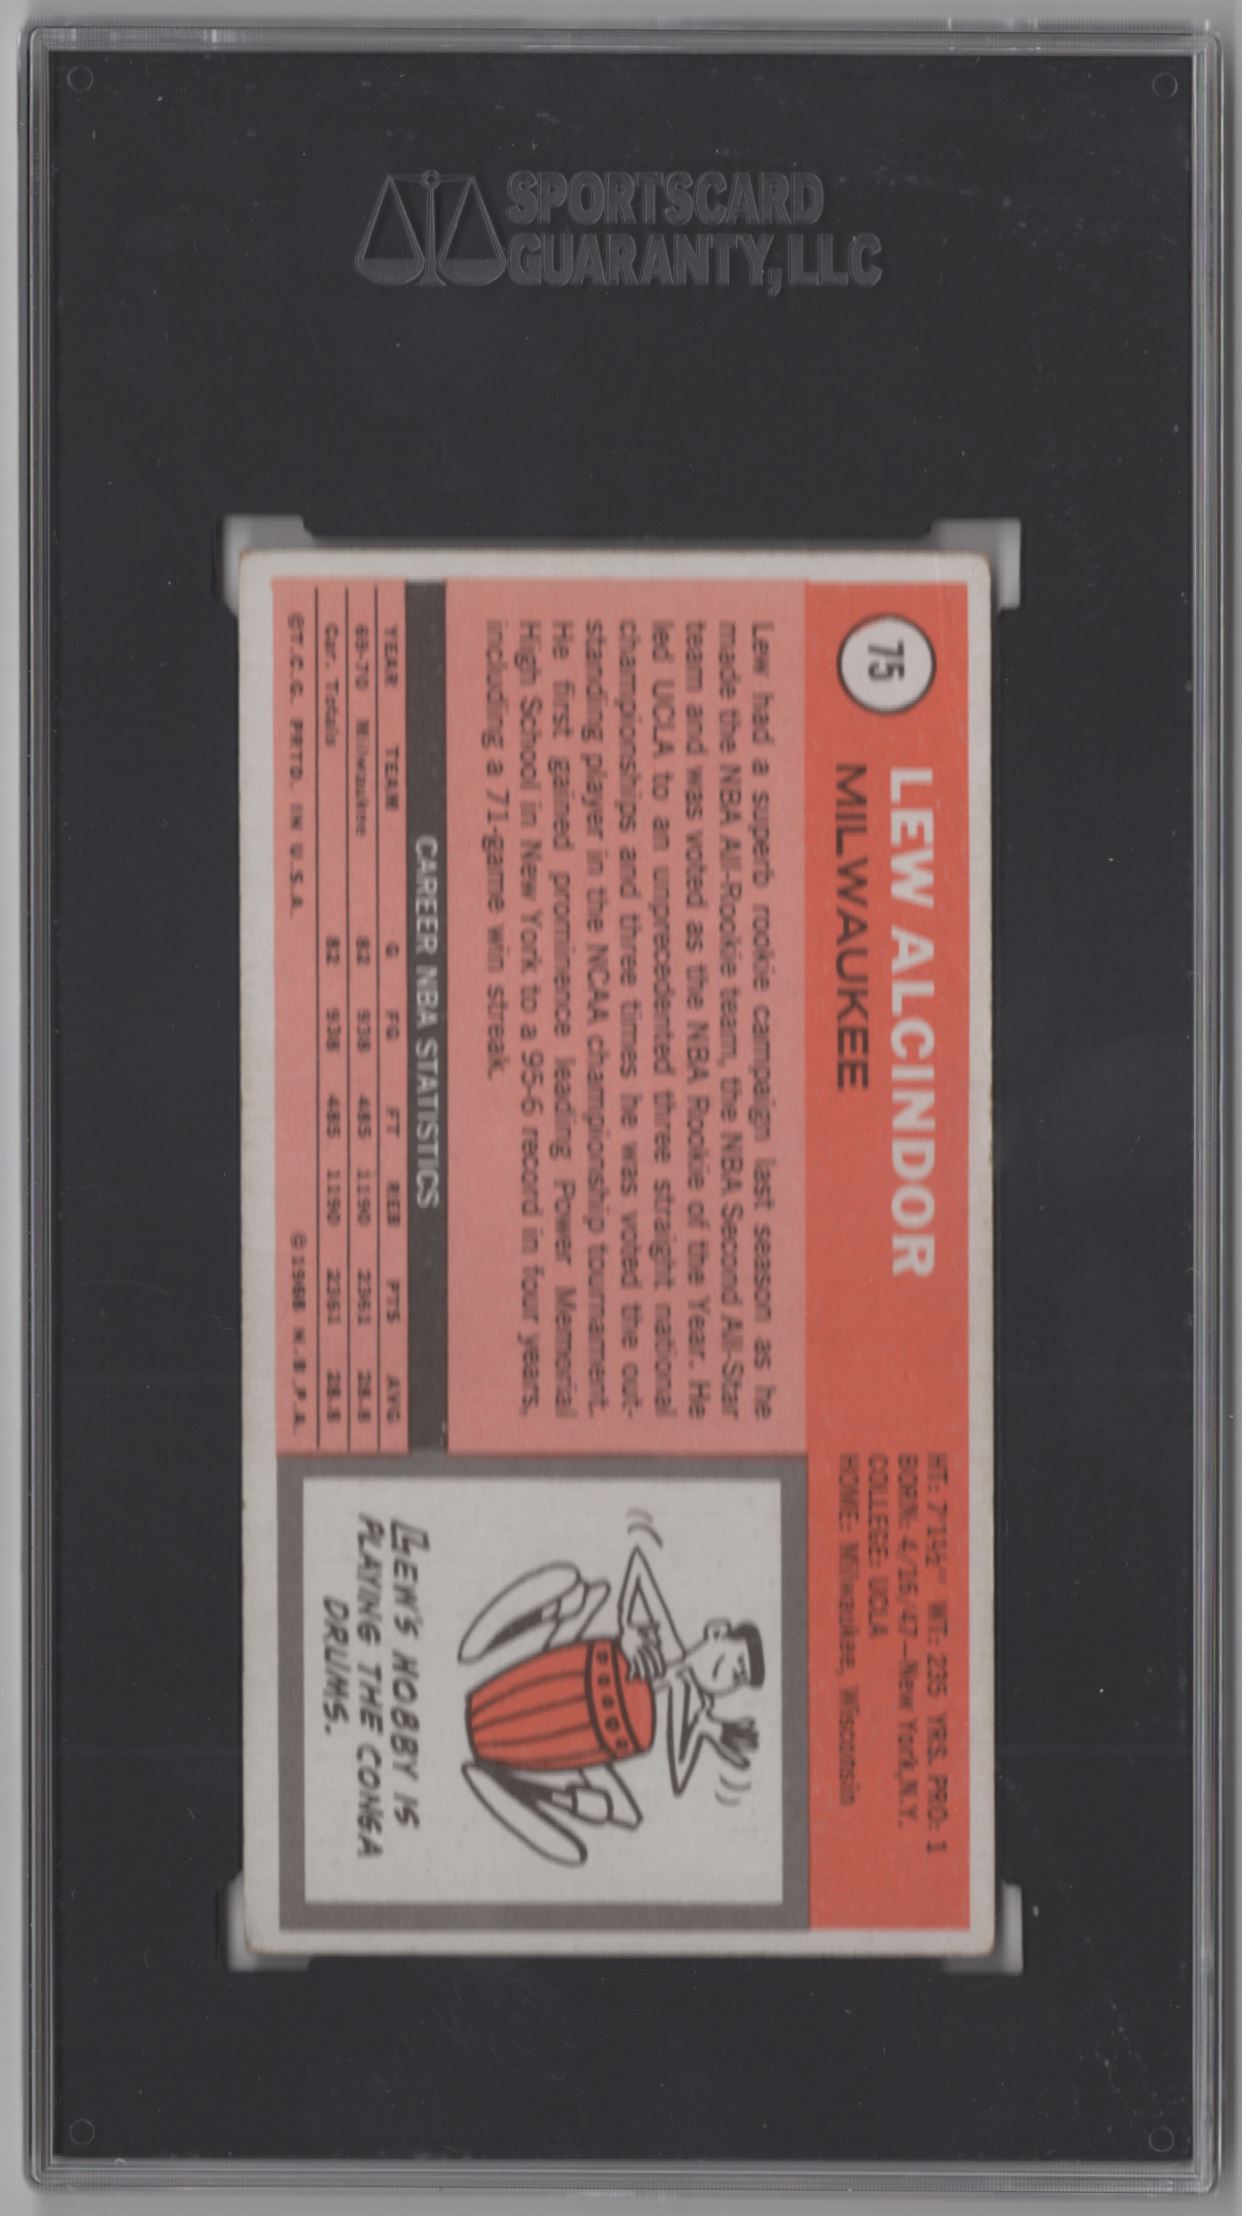 SPORTSCARD
GUARANTY, LLC
75
LEW ALCINDOR
MILWAUKEE
HT: 7'1½" WT: 235 YRS. PRO: 1
BORN: 4/16/47—New York, N.Y.
COLLEGE: UCLA
HOME: Milwaukee, Wisconsin
Lew had a superb rookie campaign last season as he
made the NBA All-Rookie team, the NBA Second All-Star
team and was voted as the NBA Rookie of the Year. He
led UCLA to an unprecedented three straight national
championships and three times he was voted the out-
standing player in the NCAA championship tournament.
He first gained prominence leading Power Memorial
High School in New York to a 95-6 record in four years,
including a 71-game win streak.
CAREER NBA STATISTICS
YEAR TEAM G FG FT REB PTS AVG
69-70 Milwaukee 82 938 485 1190 2361 28.8
Car. Totals 82 938 485 1190 2361 28.8
©T.C.G. PRTD. IN U.S.A. ©1968 N.B.P.A.
LEW'S HOBBY IS
PLAYING THE CONGA
DRUMS.